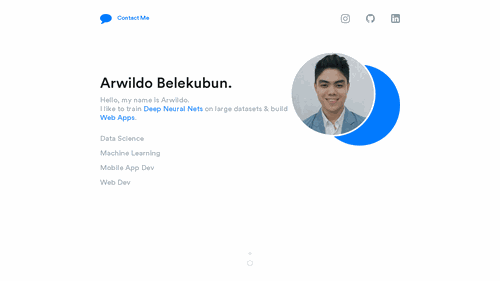 Contact Me
Arwildo Belekubun.
Hello, my name is Arwildo.
I like to train Deep Neural Nets on large datasets & build
Web Apps.
Data Science
Machine Learning
Mobile App Dev
Web Dev